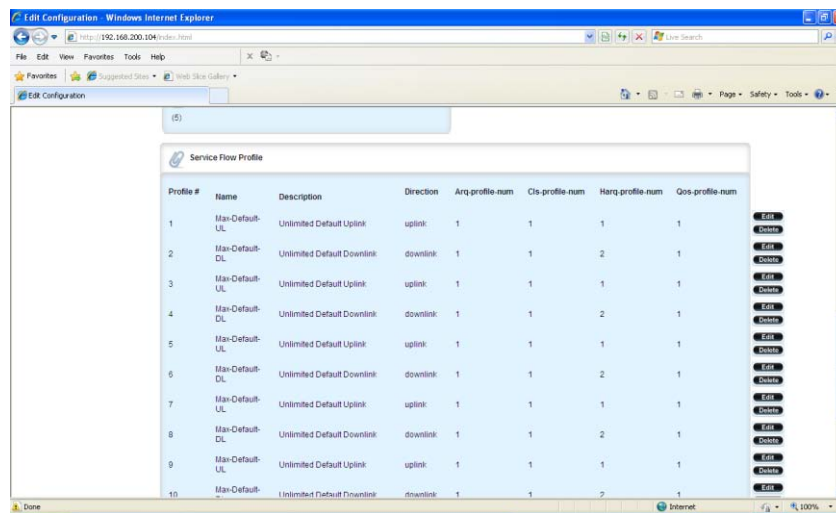 Edit Configuration - Windows Internet Explorer
http://192.168.200.104/index.html
Live Search
File Edit View Favorites Tools Help
Favorites Suggested Sites Web Slice Gallery
Edit Configuration
Page Safety Tools
(5)
Service Flow Profile
Profile # Name Description Direction Arq-profile-num Cls-profile-num Harq-profile-num Qos-profile-num
1 Max-Default-UL Unlimited Default Uplink uplink 1 1 1 1 Edit Delete
2 Max-Default-DL Unlimited Default Downlink downlink 1 1 2 1 Edit Delete
3 Max-Default-UL Unlimited Default Uplink uplink 1 1 1 1 Edit Delete
4 Max-Default-DL Unlimited Default Downlink downlink 1 1 2 1 Edit Delete
5 Max-Default-UL Unlimited Default Uplink uplink 1 1 1 1 Edit Delete
6 Max-Default-DL Unlimited Default Downlink downlink 1 1 2 1 Edit Delete
7 Max-Default-UL Unlimited Default Uplink uplink 1 1 1 1 Edit Delete
8 Max-Default-DL Unlimited Default Downlink downlink 1 1 2 1 Edit Delete
9 Max-Default-UL Unlimited Default Uplink uplink 1 1 1 1 Edit Delete
10 Max-Default- Unlimited Default Downlink downlink 1 1 2 1 Edit
Done Internet 100%